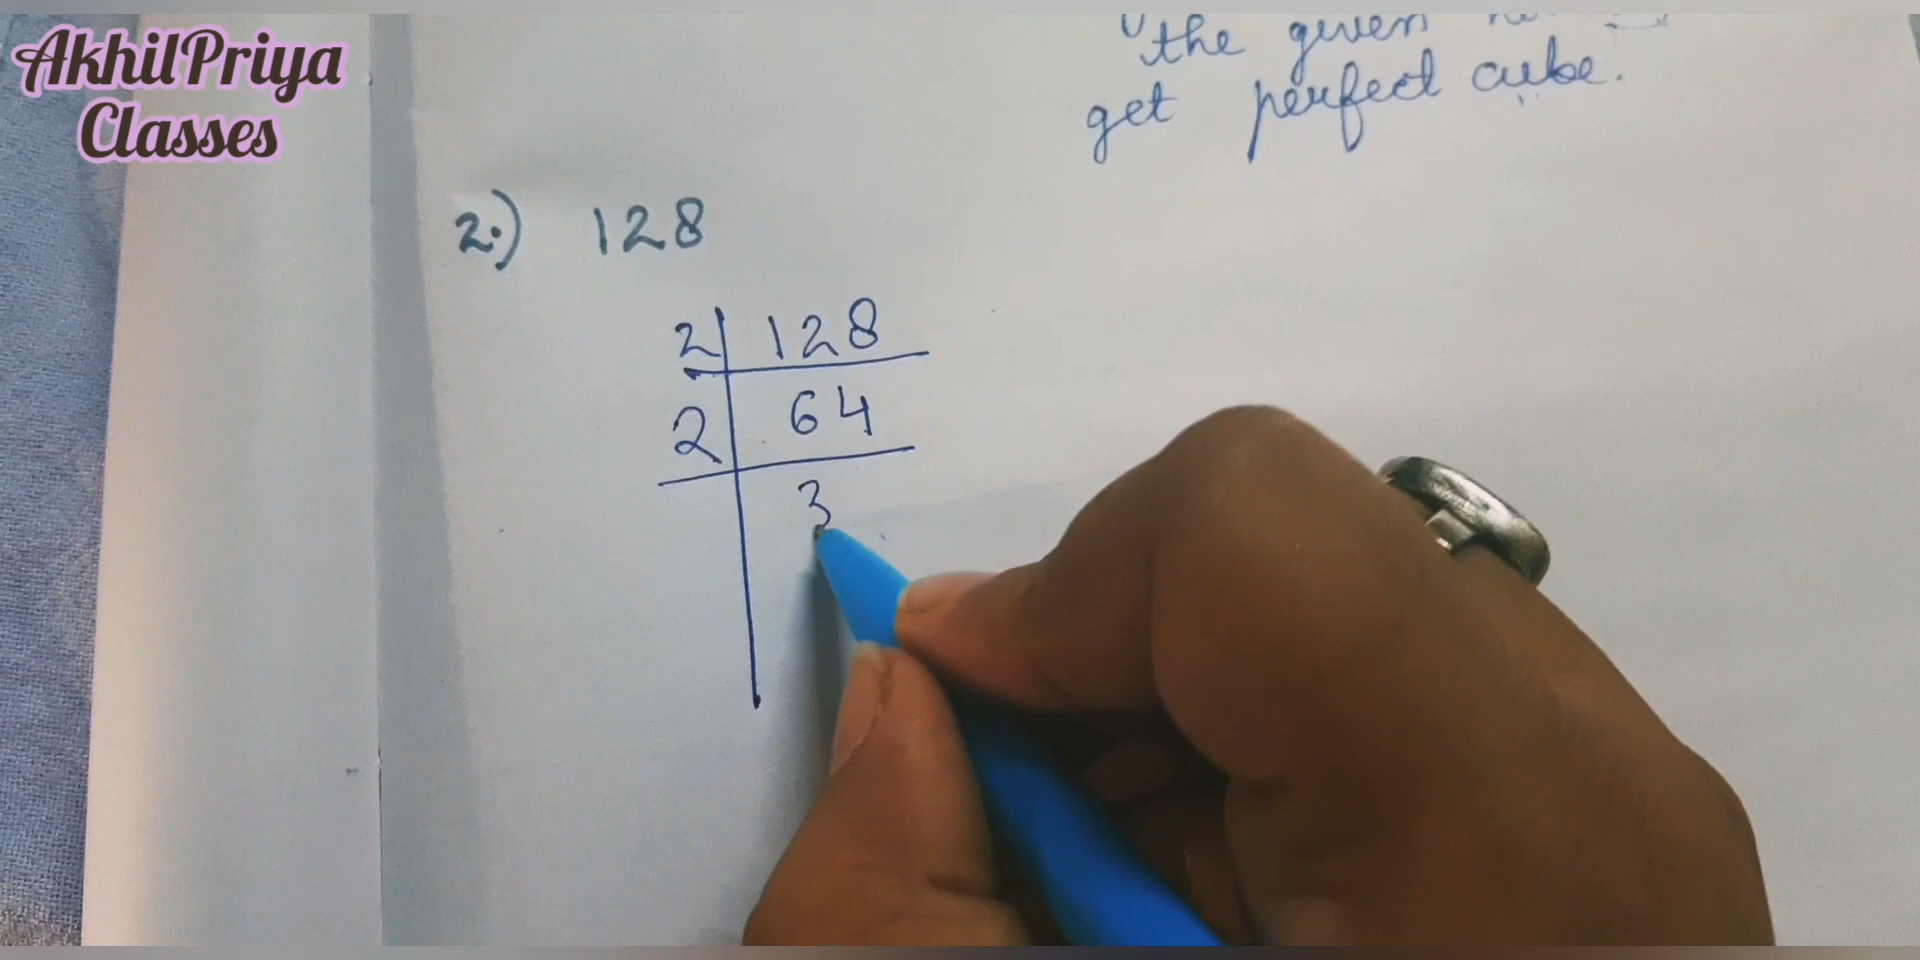 AkhilPriya
Classes
the given
get perfect cube.
2.) 128
2 128
2 64
3